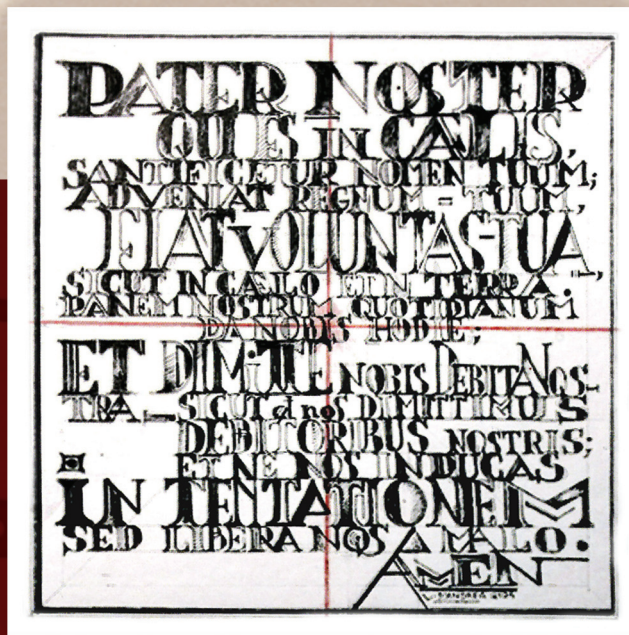 PATER NOSTER
QUI ES IN CÆLIS,
SANTIFICETUR NOMEN TUUM;
ADVENIAT REGNUM-TUUM,
FIAT VOLUNTAS-TUA,
SICUT IN CÆLO ET IN TERRA.
PANEM NOSTRUM QUOTIDIANUM
DA NOBIS HODIE;
ET DIMITTE NOBIS DEBITA NOS-
TRA_SICUT et nos DIMITTIMUS
DEBITORIBUS NOSTRIS;
ET NE NOS INDUCAS
IN TENTATIONEM
SED LIBERA NOS A MALO.
AMEN